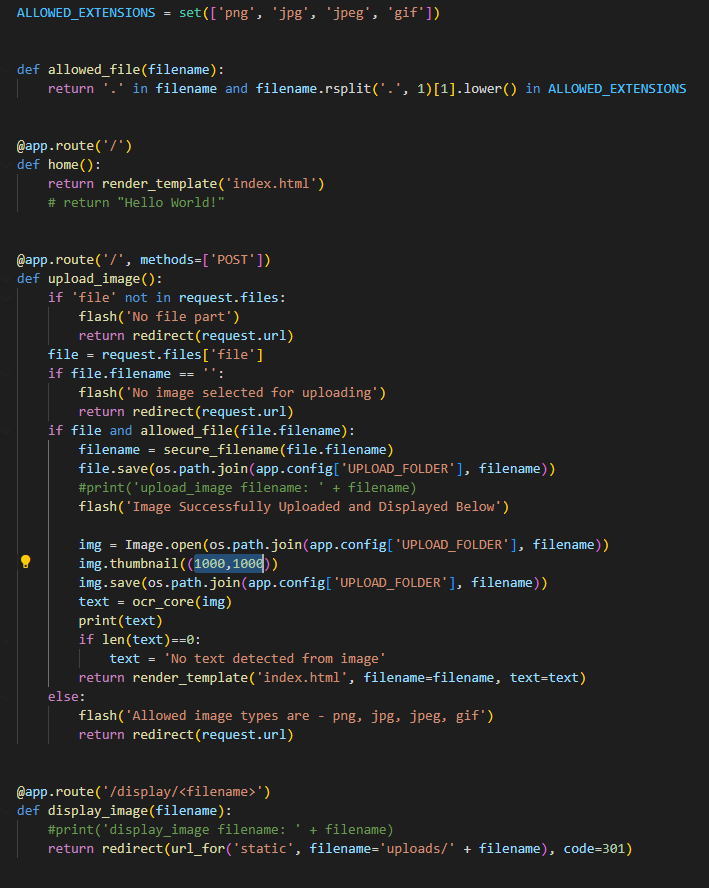 ALLOWED_EXTENSIONS = set(['png', 'jpg', 'jpeg', 'gif'])
def allowed_file(filename):
    return '.' in filename and filename.rsplit('.', 1)[1].lower() in ALLOWED_EXTENSIONS
@app.route('/')
def home():
    return render_template('index.html')
    # return "Hello World!"
@app.route('/', methods=['POST'])
def upload_image():
    if 'file' not in request.files:
        flash('No file part')
        return redirect(request.url)
    file = request.files['file']
    if file.filename == '':
        flash('No image selected for uploading')
        return redirect(request.url)
    if file and allowed_file(file.filename):
        filename = secure_filename(file.filename)
        file.save(os.path.join(app.config['UPLOAD_FOLDER'], filename))
        #print('upload_image filename: ' + filename)
        flash('Image Successfully Uploaded and Displayed Below')
        img = Image.open(os.path.join(app.config['UPLOAD_FOLDER'], filename))
        img.thumbnail((1000,1000))
        img.save(os.path.join(app.config['UPLOAD_FOLDER'], filename))
        text = ocr_core(img)
        print(text)
        if len(text)==0:
            text = 'No text detected from image'
        return render_template('index.html', filename=filename, text=text)
    else:
        flash('Allowed image types are - png, jpg, jpeg, gif')
        return redirect(request.url)
@app.route('/display/<filename>')
def display_image(filename):
    #print('display_image filename: ' + filename)
    return redirect(url_for('static', filename='uploads/' + filename), code=301)